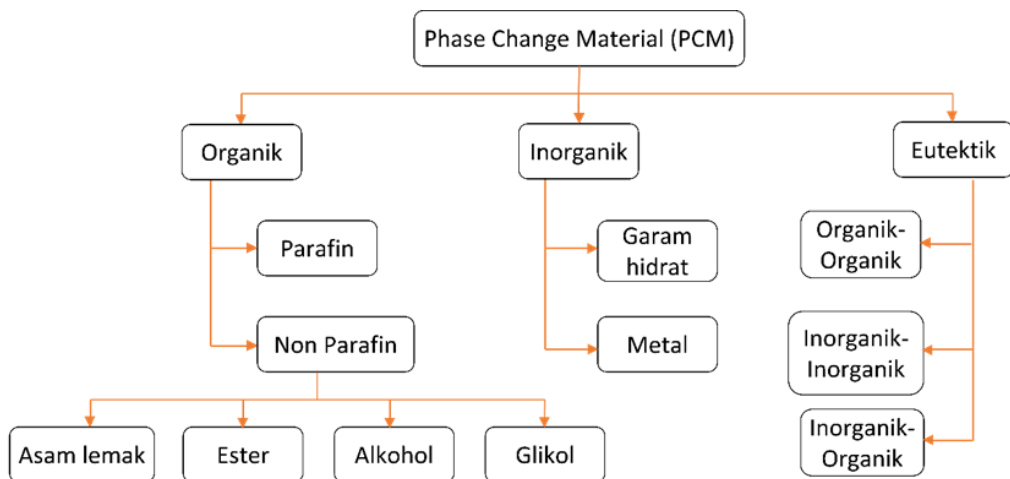 Phase Change Material (PCM)
Organik
Inorganik
Eutektik
Parafin
Garam
hidrat
Organik-
Organik
Non Parafin
Metal
Inorganik-
Inorganik
Asam lemak
Ester
Alkohol
Glikol
Inorganik-
Organik